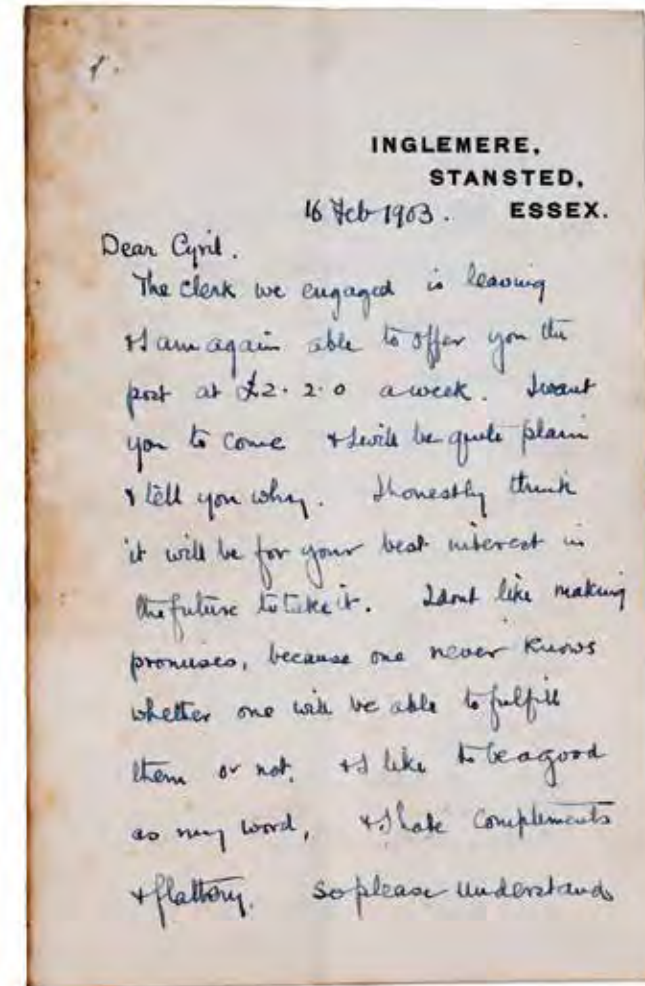 1.
INGLEMERE,
STANSTED,
16 Feb 1903. ESSEX.
Dear Cyril.
The clerk we engaged is leaving
& I am again able to offer you the
post at £2.2.0 a week. I want
you to come & I will be quite plain
& tell you why. I honestly think
it will be for your best interest in
the future to take it. I dont like making
promises, because one never knows
whether one will be able to fulfill
them or not. & I like to be a good
as my word, & I hate complements
& flattery. So please understand